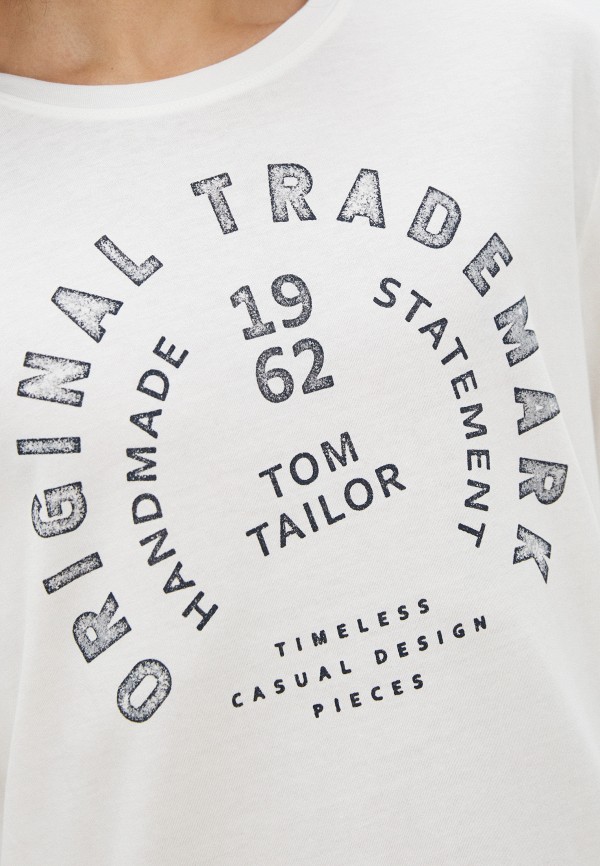 ORIGINAL TRADEMARK
HANDMADE
STATEMENT
19
62
TOM
TAILOR
TIMELESS
CASUAL DESIGN
PIECES